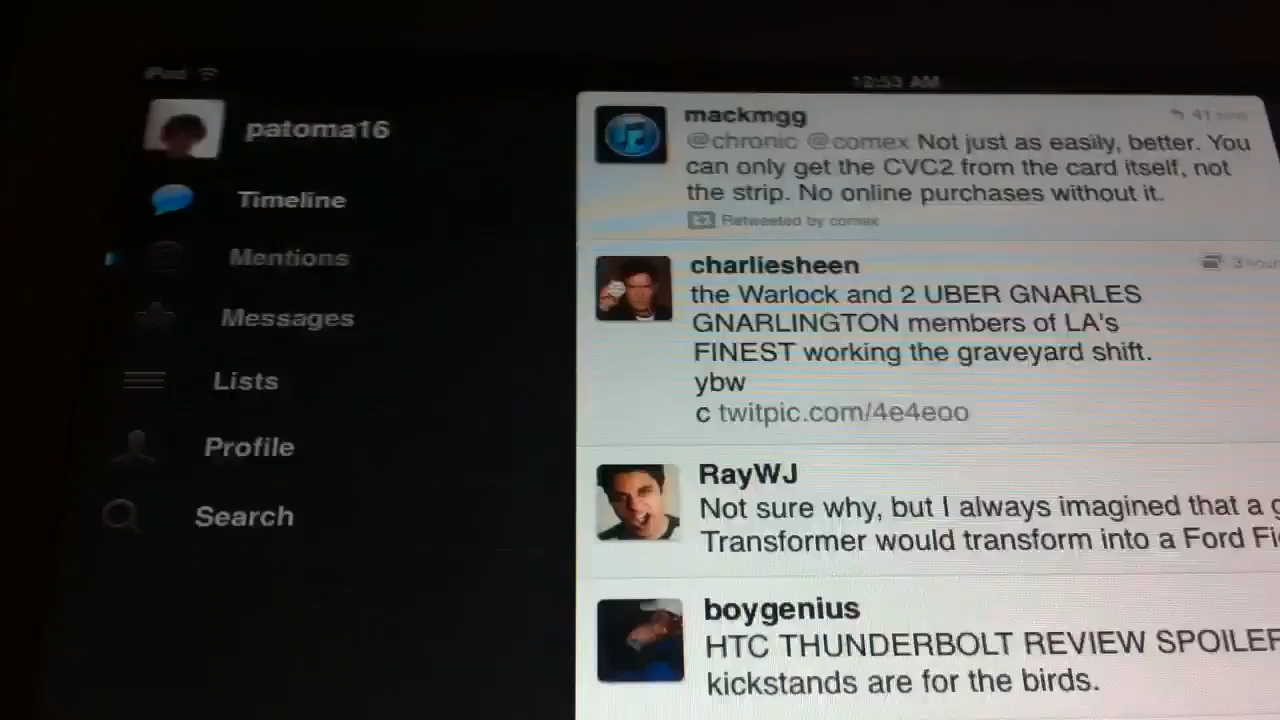 iPod
12:53 AM
patoma16
Timeline
Mentions
Messages
Lists
Profile
Search
mackmgg
41 mins
@chronic @comex Not just as easily, better. You
can only get the CVC2 from the card itself, not
the strip. No online purchases without it.
Retweeted by comex
charliesheen
3 hour
the Warlock and 2 UBER GNARLES
GNARLINGTON members of LA's
FINEST working the graveyard shift.
ybw
c twitpic.com/4e4eoo
RayWJ
Not sure why, but I always imagined that a
Transformer would transform into a Ford
boygenius
HTC THUNDERBOLT REVIEW SPOILER
kickstands are for the birds.